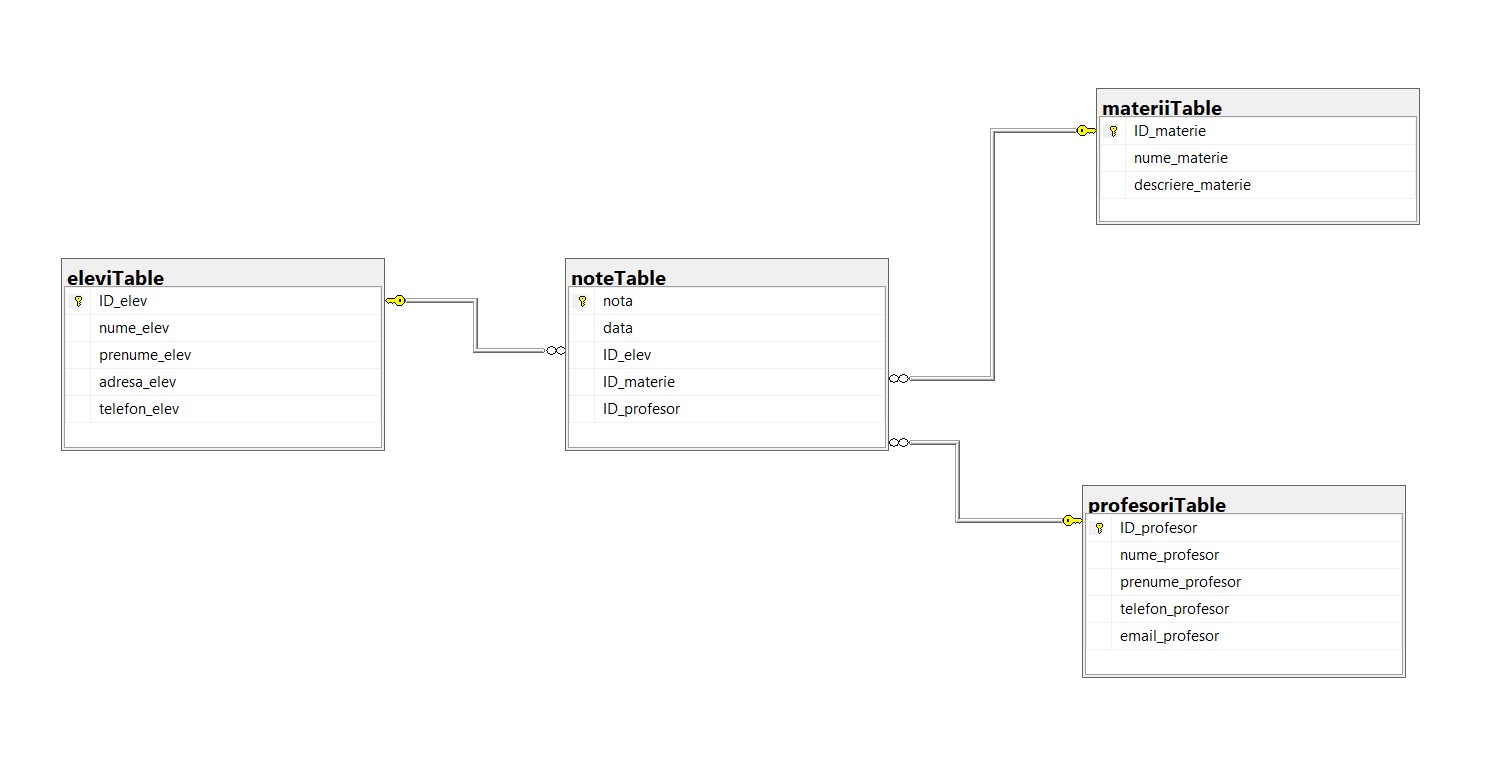 eleviTable
ID_elev
nume_elev
prenume_elev
adresa_elev
telefon_elev
noteTable
nota
data
ID_elev
ID_materie
ID_profesor
materiiTable
ID_materie
nume_materie
descriere_materie
profesoriTable
ID_profesor
nume_profesor
prenume_profesor
telefon_profesor
email_profesor